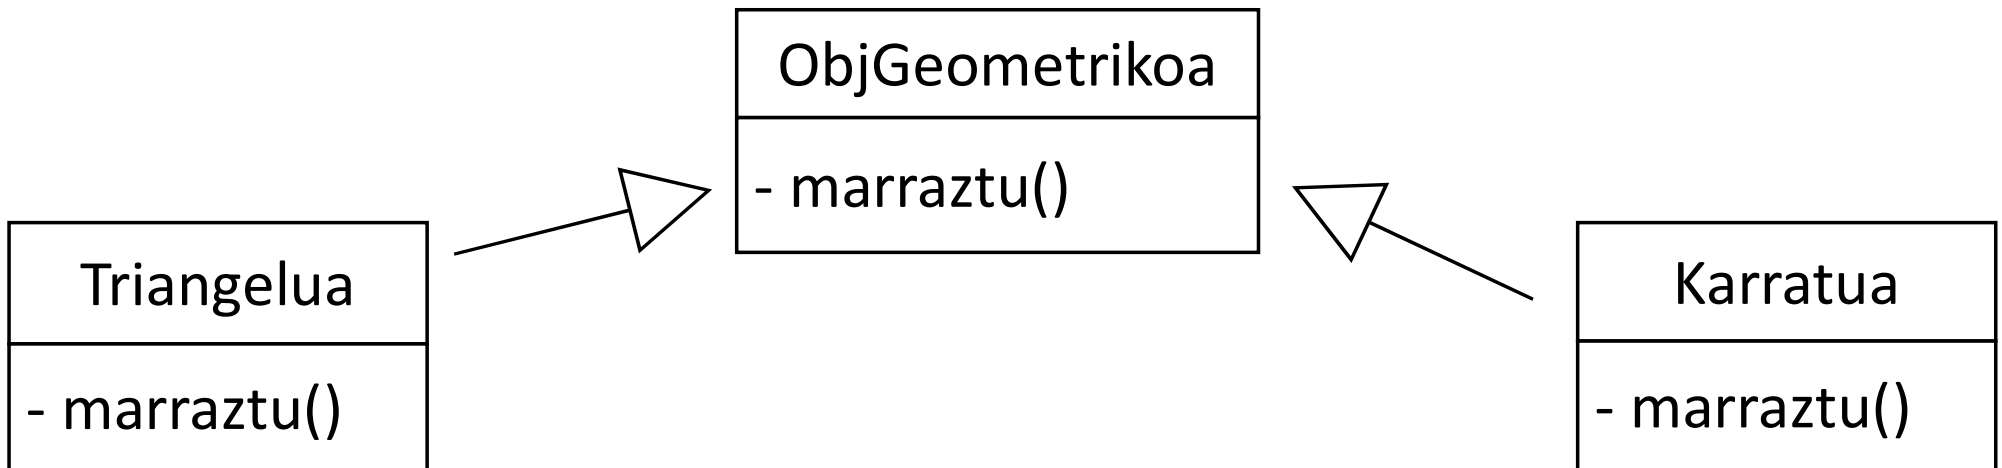 ObjGeometrikoa
- marraztu()
Triangelua
- marraztu()
Karratua
- marraztu()